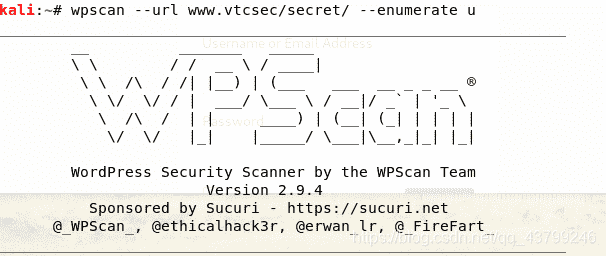 kali:~# wpscan --url www.vtcsec/secret/ --enumerate u
Username or Email Address
WPScan ®
Password
WordPress Security Scanner by the WPScan Team
Version 2.9.4
Sponsored by Sucuri - https://sucuri.net
@_WPScan_, @ethicalhack3r, @erwan_lr, @_FireFart_
https://blog.csdn.net/qq_43799246